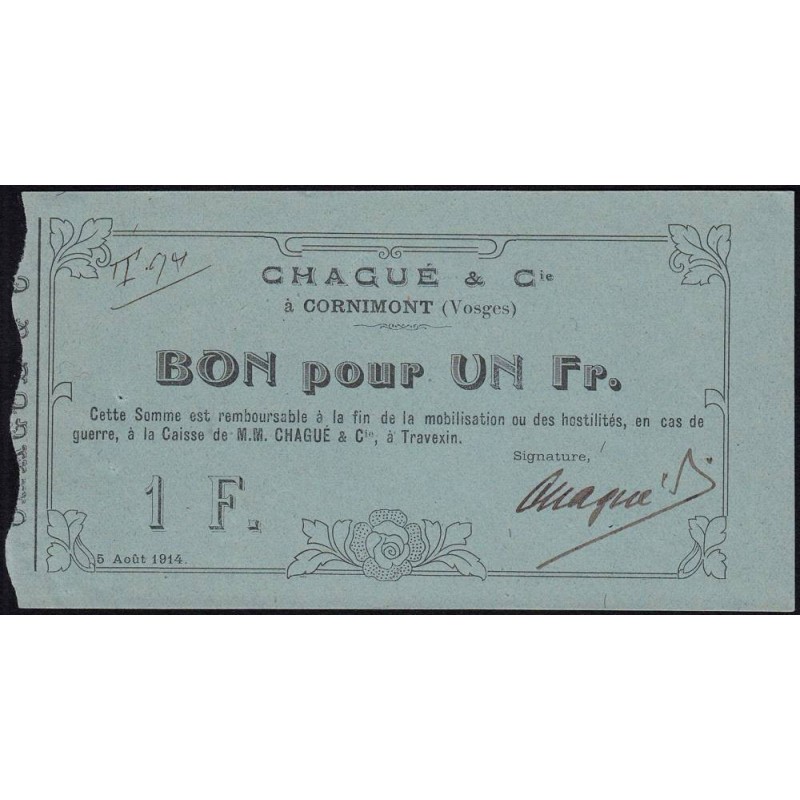 CHAGUÉ & Cie
à CORNIMONT (Vosges)
BON pour UN Fr.
Cette Somme est remboursable à la fin de la mobilisation ou des hostilités, en cas de
guerre, à la Caisse de M.M. CHAGUÉ & Cie, à Travexin.
Signature,
1 F.
Chagué
5 Août 1914.